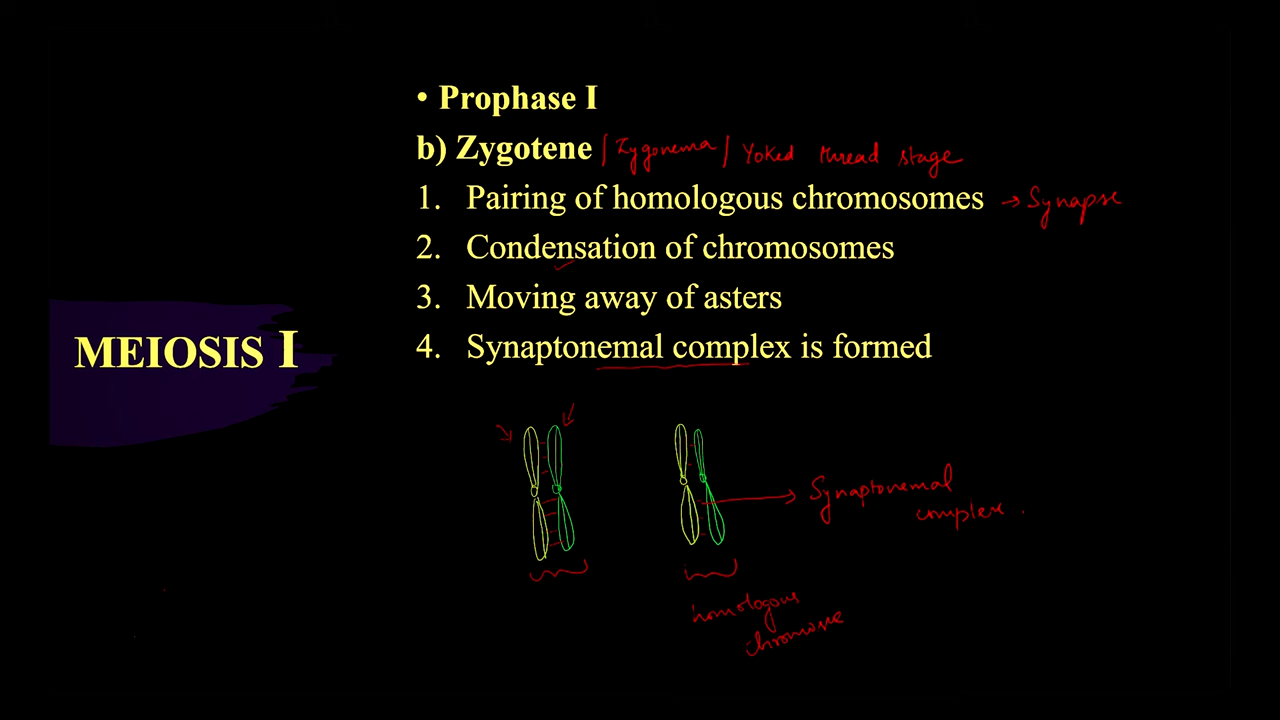 • Prophase I
b) Zygotene / Zygonema / Yoked thread stage
1. Pairing of homologous chromosomes → Synapse
2. Condensation of chromosomes
3. Moving away of asters
4. Synaptonemal complex is formed
MEIOSIS I
→ Synaptonemal
complex.
homologous